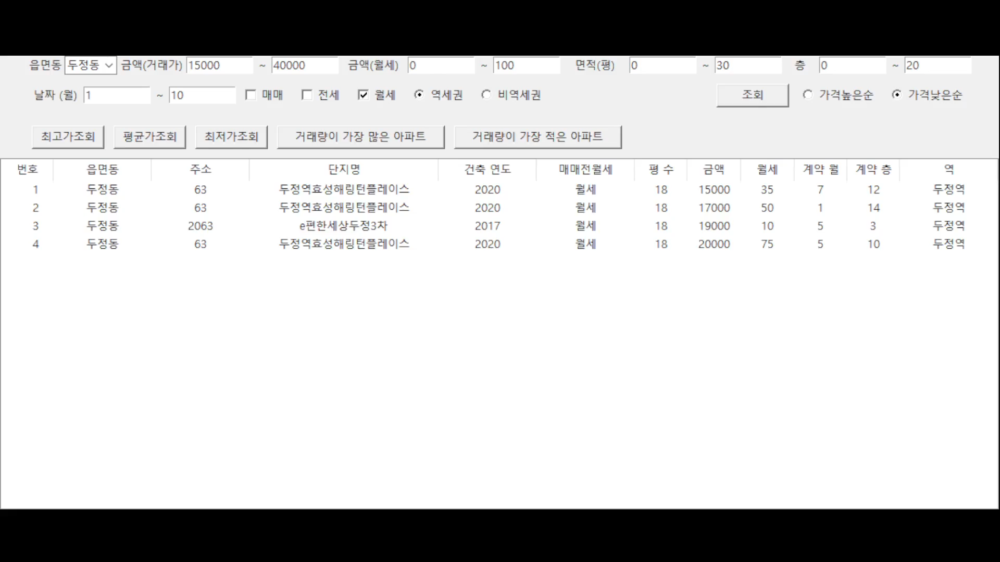 읍면동 두정동 금액(거래가) 15000 ~ 40000 금액(월세) 0 ~ 100 면적(평) 0 ~ 30 층 0 ~ 20
날짜 (월) 1 ~ 10 매매 전세 월세 역세권 비역세권 조회 가격높은순 가격낮은순
최고가조회 평균가조회 최저가조회 거래량이 가장 많은 아파트 거래량이 가장 적은 아파트
번호 읍면동 주소 단지명 건축 연도 매매전월세 평 수 금액 월세 계약 월 계약 층 역
1 두정동 63 두정역효성해링턴플레이스 2020 월세 18 15000 35 7 12 두정역
2 두정동 63 두정역효성해링턴플레이스 2020 월세 18 17000 50 1 14 두정역
3 두정동 2063 e편한세상두정3차 2017 월세 18 19000 10 5 3 두정역
4 두정동 63 두정역효성해링턴플레이스 2020 월세 18 20000 75 5 10 두정역